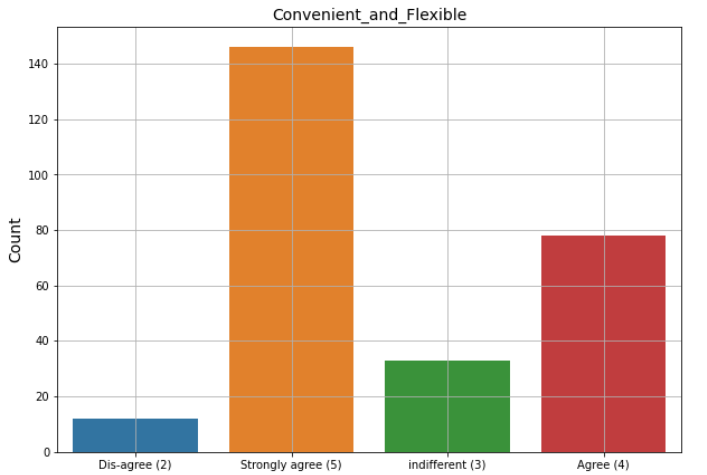 Convenient_and_Flexible
140
120
100
80
60
40
20
0
Count
Dis-agree (2) Strongly agree (5) indifferent (3) Agree (4)